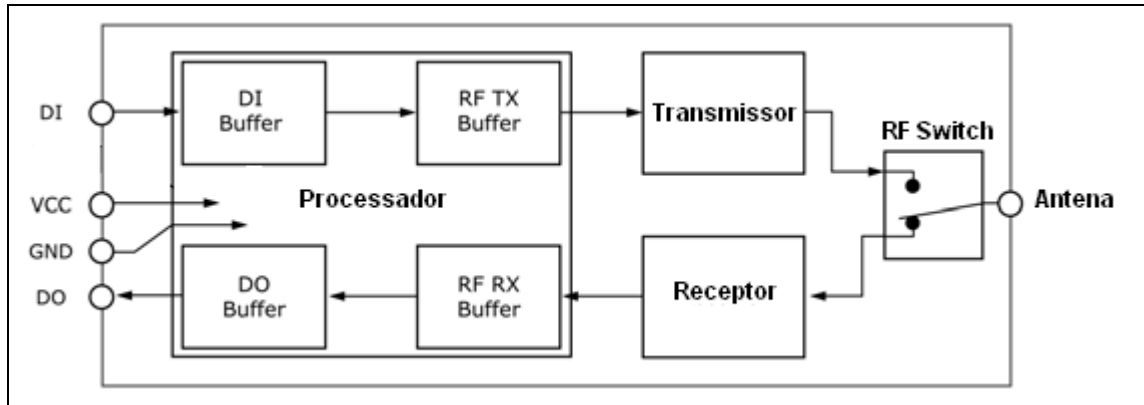 DI
DI
Buffer
RF TX
Buffer
Transmissor
RF Switch
VCC
Processador
Antena
GND
DO
DO
Buffer
RF RX
Buffer
Receptor